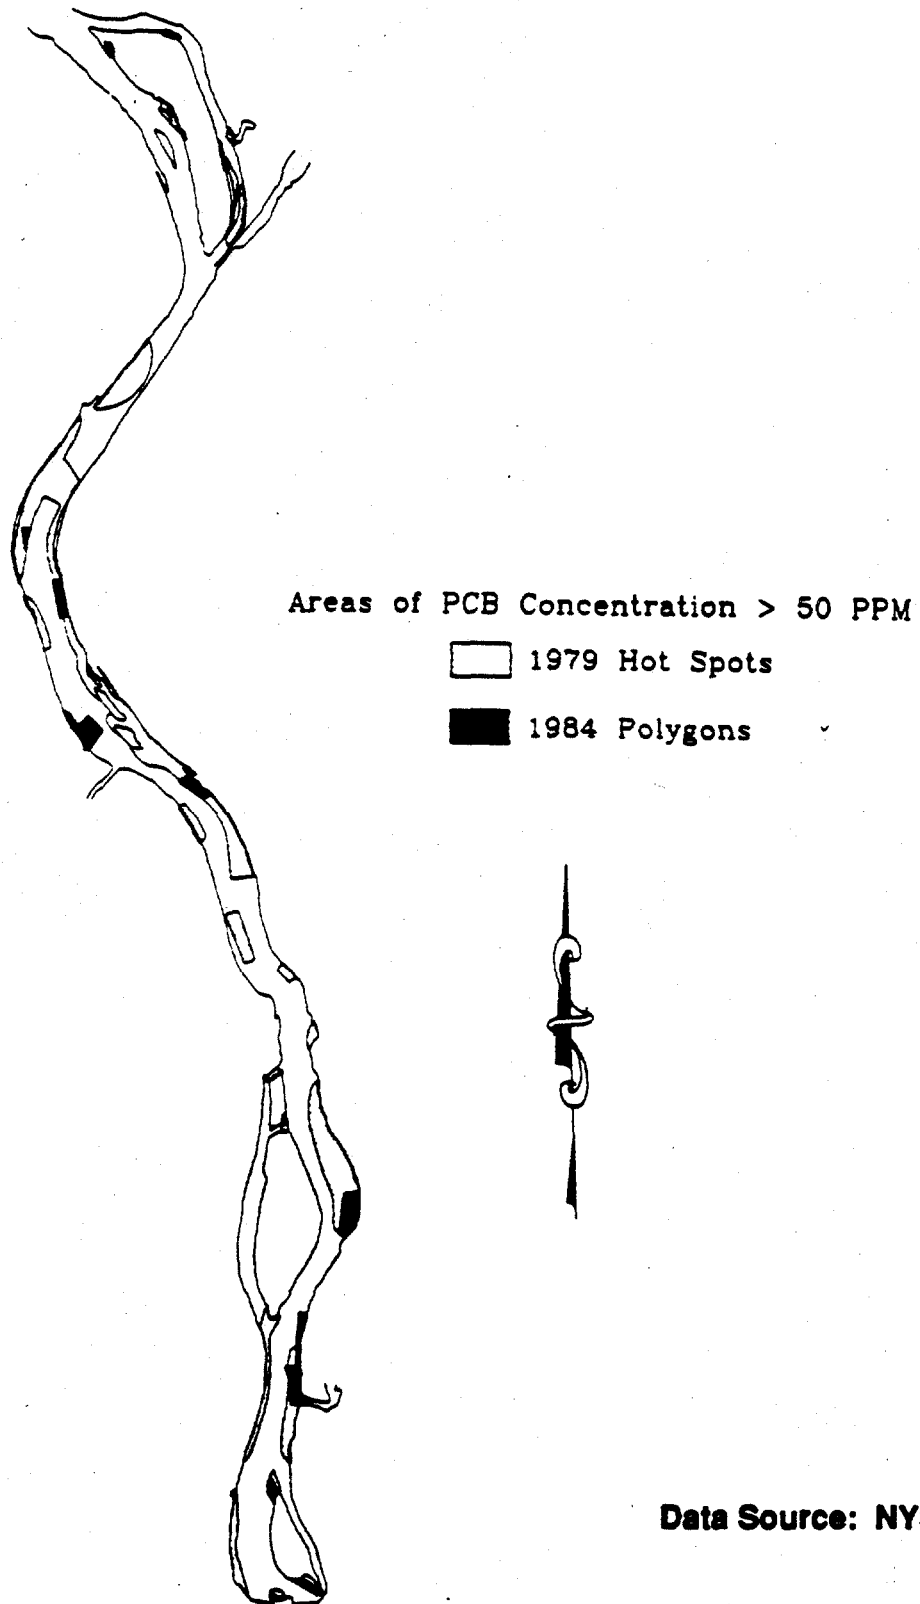 Areas of PCB Concentration > 50 PPM
1979 Hot Spots
1984 Polygons
Data Source: NY